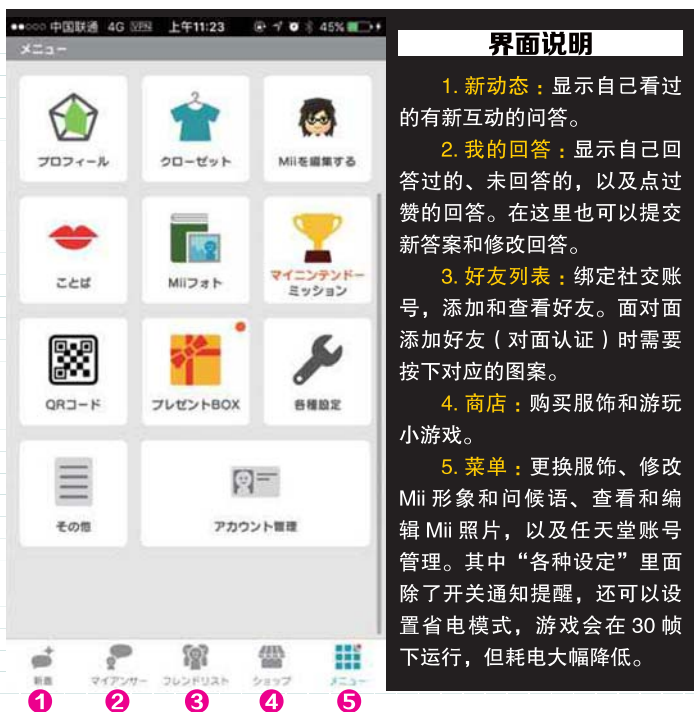 中国联通 4G VPN 上午11:23 45%
メニュー
プロフィール
クローゼット
Miiを編集する
ことば
Miiフォト
マイニンテンドー
ミッション
QRコード
プレゼントBOX
各種設定
その他
アカウント管理
新着
マイアンサー
フレンドリスト
ショップ
メニュー
1
2
3
4
5
界面说明
1. 新动态：显示自己看过
的有新互动的问答。
2. 我的回答：显示自己回
答过的、未回答的，以及点过
赞的回答。在这里也可以提交
新答案和修改回答。
3. 好友列表：绑定社交账
号，添加和查看好友。面对面
添加好友（对面认证）时需要
按下对应的图案。
4. 商店：购买服饰和游玩
小游戏。
5. 菜单：更换服饰、修改
Mii 形象和问候语、查看和编
辑 Mii 照片，以及任天堂账号
管理。其中“各种设定”里面
除了开关通知提醒，还可以设
置省电模式，游戏会在 30 帧
下运行，但耗电大幅降低。